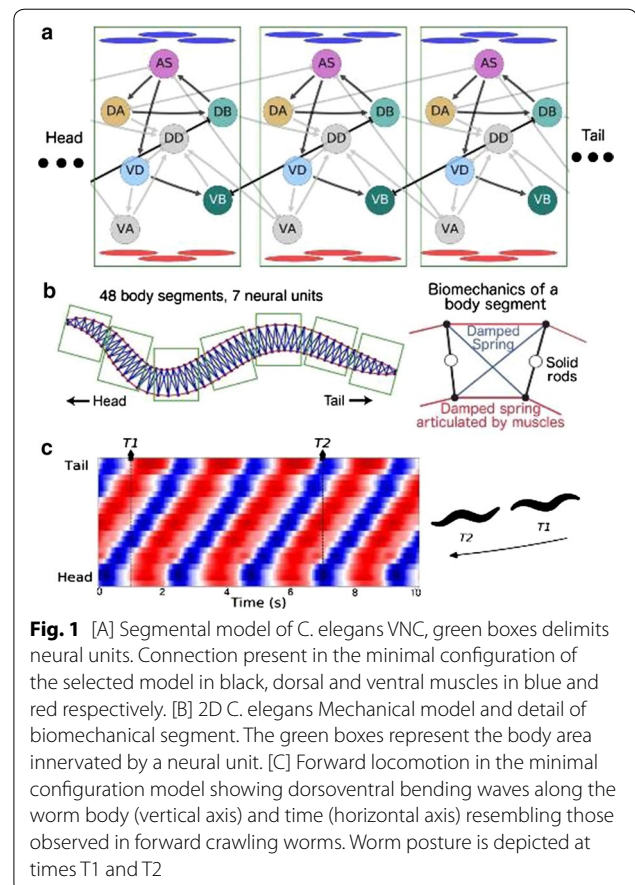 a
AS AS AS
DA DB DA DB DA DB
Head DD DD DD Tail
VD VD VD
VB VB VB
VA VA VA
b
48 body segments, 7 neural units
Head
Tail
Biomechanics of a
body segment
Damped
Spring
Solid
rods
Damped spring
articulated by muscles
c
T1 T2
Tail
Head
0 2 4 6 8 10
Time (s)
T2
T1
Fig. 1 [A] Segmental model of C. elegans VNC, green boxes delimits
neural units. Connection present in the minimal configuration of
the selected model in black, dorsal and ventral muscles in blue and
red respectively. [B] 2D C. elegans Mechanical model and detail of
biomechanical segment. The green boxes represent the body area
innervated by a neural unit. [C] Forward locomotion in the minimal
configuration model showing dorsoventral bending waves along the
worm body (vertical axis) and time (horizontal axis) resembling those
observed in forward crawling worms. Worm posture is depicted at
times T1 and T2